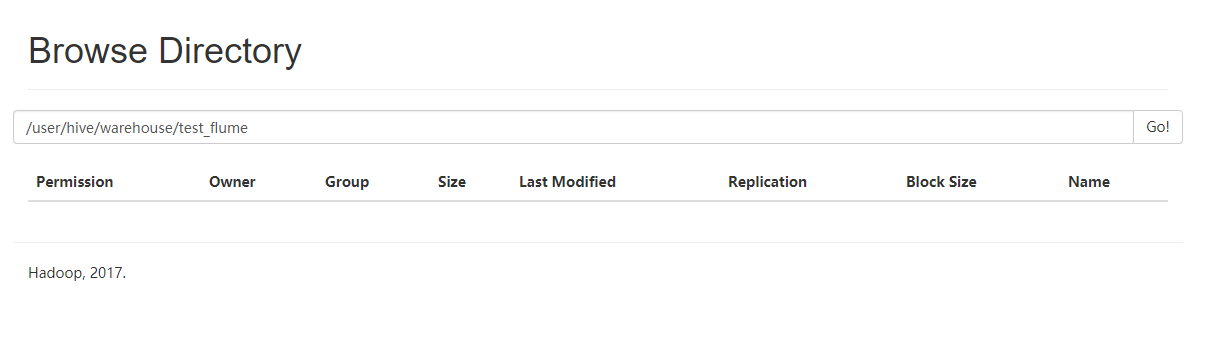 Browse Directory
/user/hive/warehouse/test_flume Go!
Permission Owner Group Size Last Modified Replication Block Size Name
Hadoop, 2017.